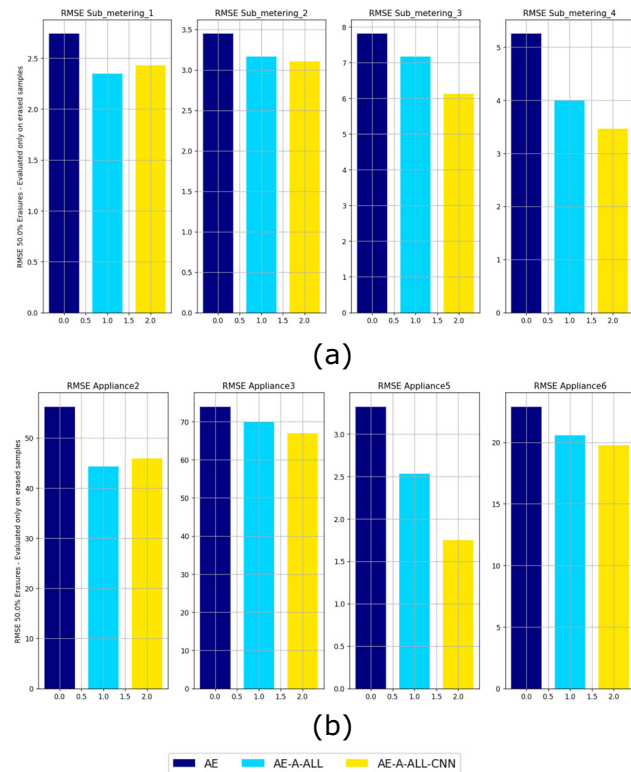 RMSE Sub_metering_1
RMSE Sub_metering_2
RMSE Sub_metering_3
RMSE Sub_metering_4
RMSE 50.0% Erasures - Evaluated only on erased samples
2.5
2.0
1.5
1.0
0.5
0.0
0.0 0.5 1.0 1.5 2.0
3.5
3.0
2.5
2.0
1.5
1.0
0.5
0.0
0.0 0.5 1.0 1.5 2.0
8
7
6
5
4
3
2
1
0
0.0 0.5 1.0 1.5 2.0
5
4
3
2
1
0
0.0 0.5 1.0 1.5 2.0
(a)
RMSE Appliance2
RMSE Appliance3
RMSE Appliance5
RMSE Appliance6
RMSE 50.0% Erasures - Evaluated only on erased samples
50
40
30
20
10
0
0.0 0.5 1.0 1.5 2.0
70
60
50
40
30
20
10
0
0.0 0.5 1.0 1.5 2.0
3.0
2.5
2.0
1.5
1.0
0.5
0.0
0.0 0.5 1.0 1.5 2.0
20
15
10
5
0
0.0 0.5 1.0 1.5 2.0
(b)
AE AE-A-ALL AE-A-ALL-CNN